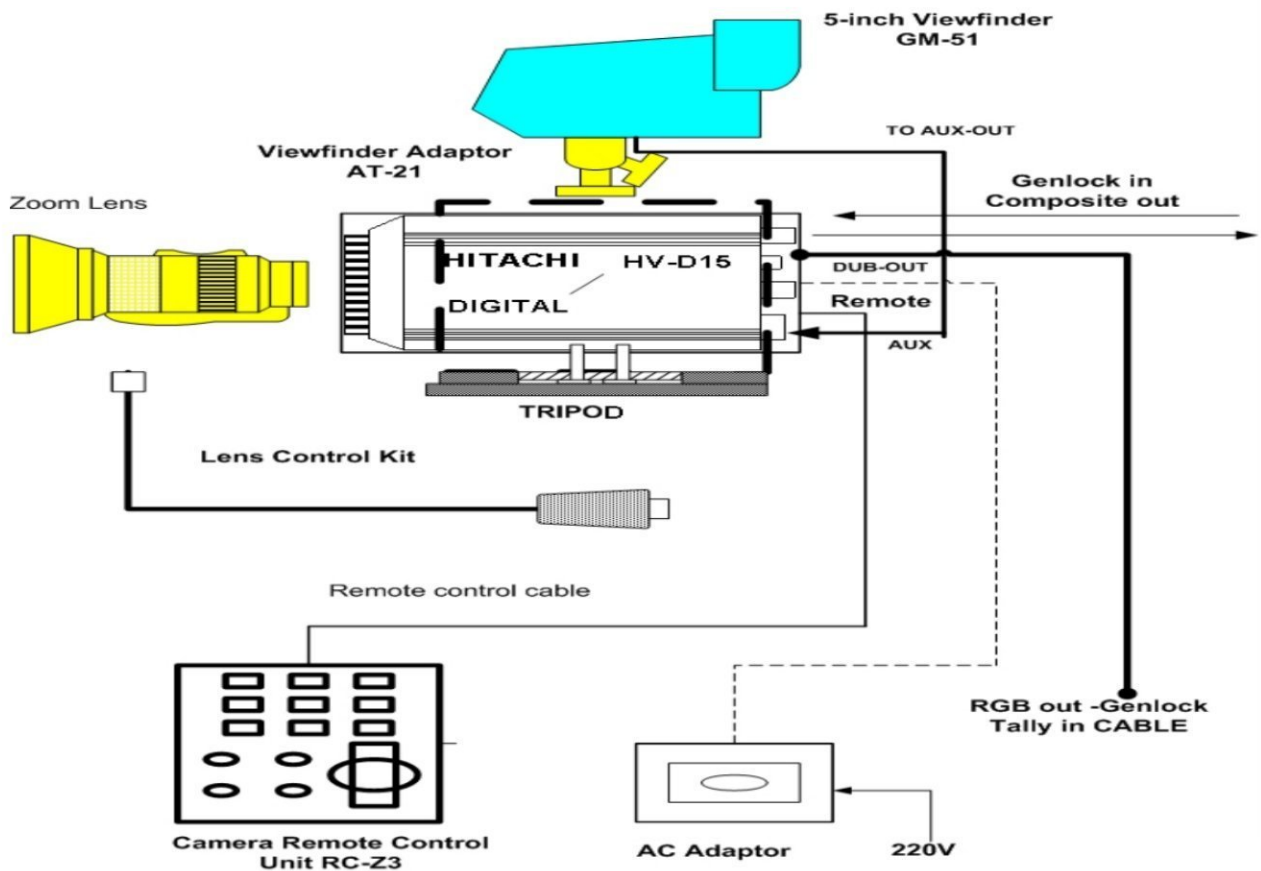 5-inch Viewfinder
GM-51
TO AUX-OUT
Viewfinder Adaptor
AT-21
Genlock in
Composite out
Zoom Lens
HITACHI HV-D15
DIGITAL
DUB-OUT
Remote
AUX
TRIPOD
Lens Control Kit
Remote control cable
RGB out -Genlock
Tally in CABLE
Camera Remote Control
Unit RC-Z3
AC Adaptor
220V